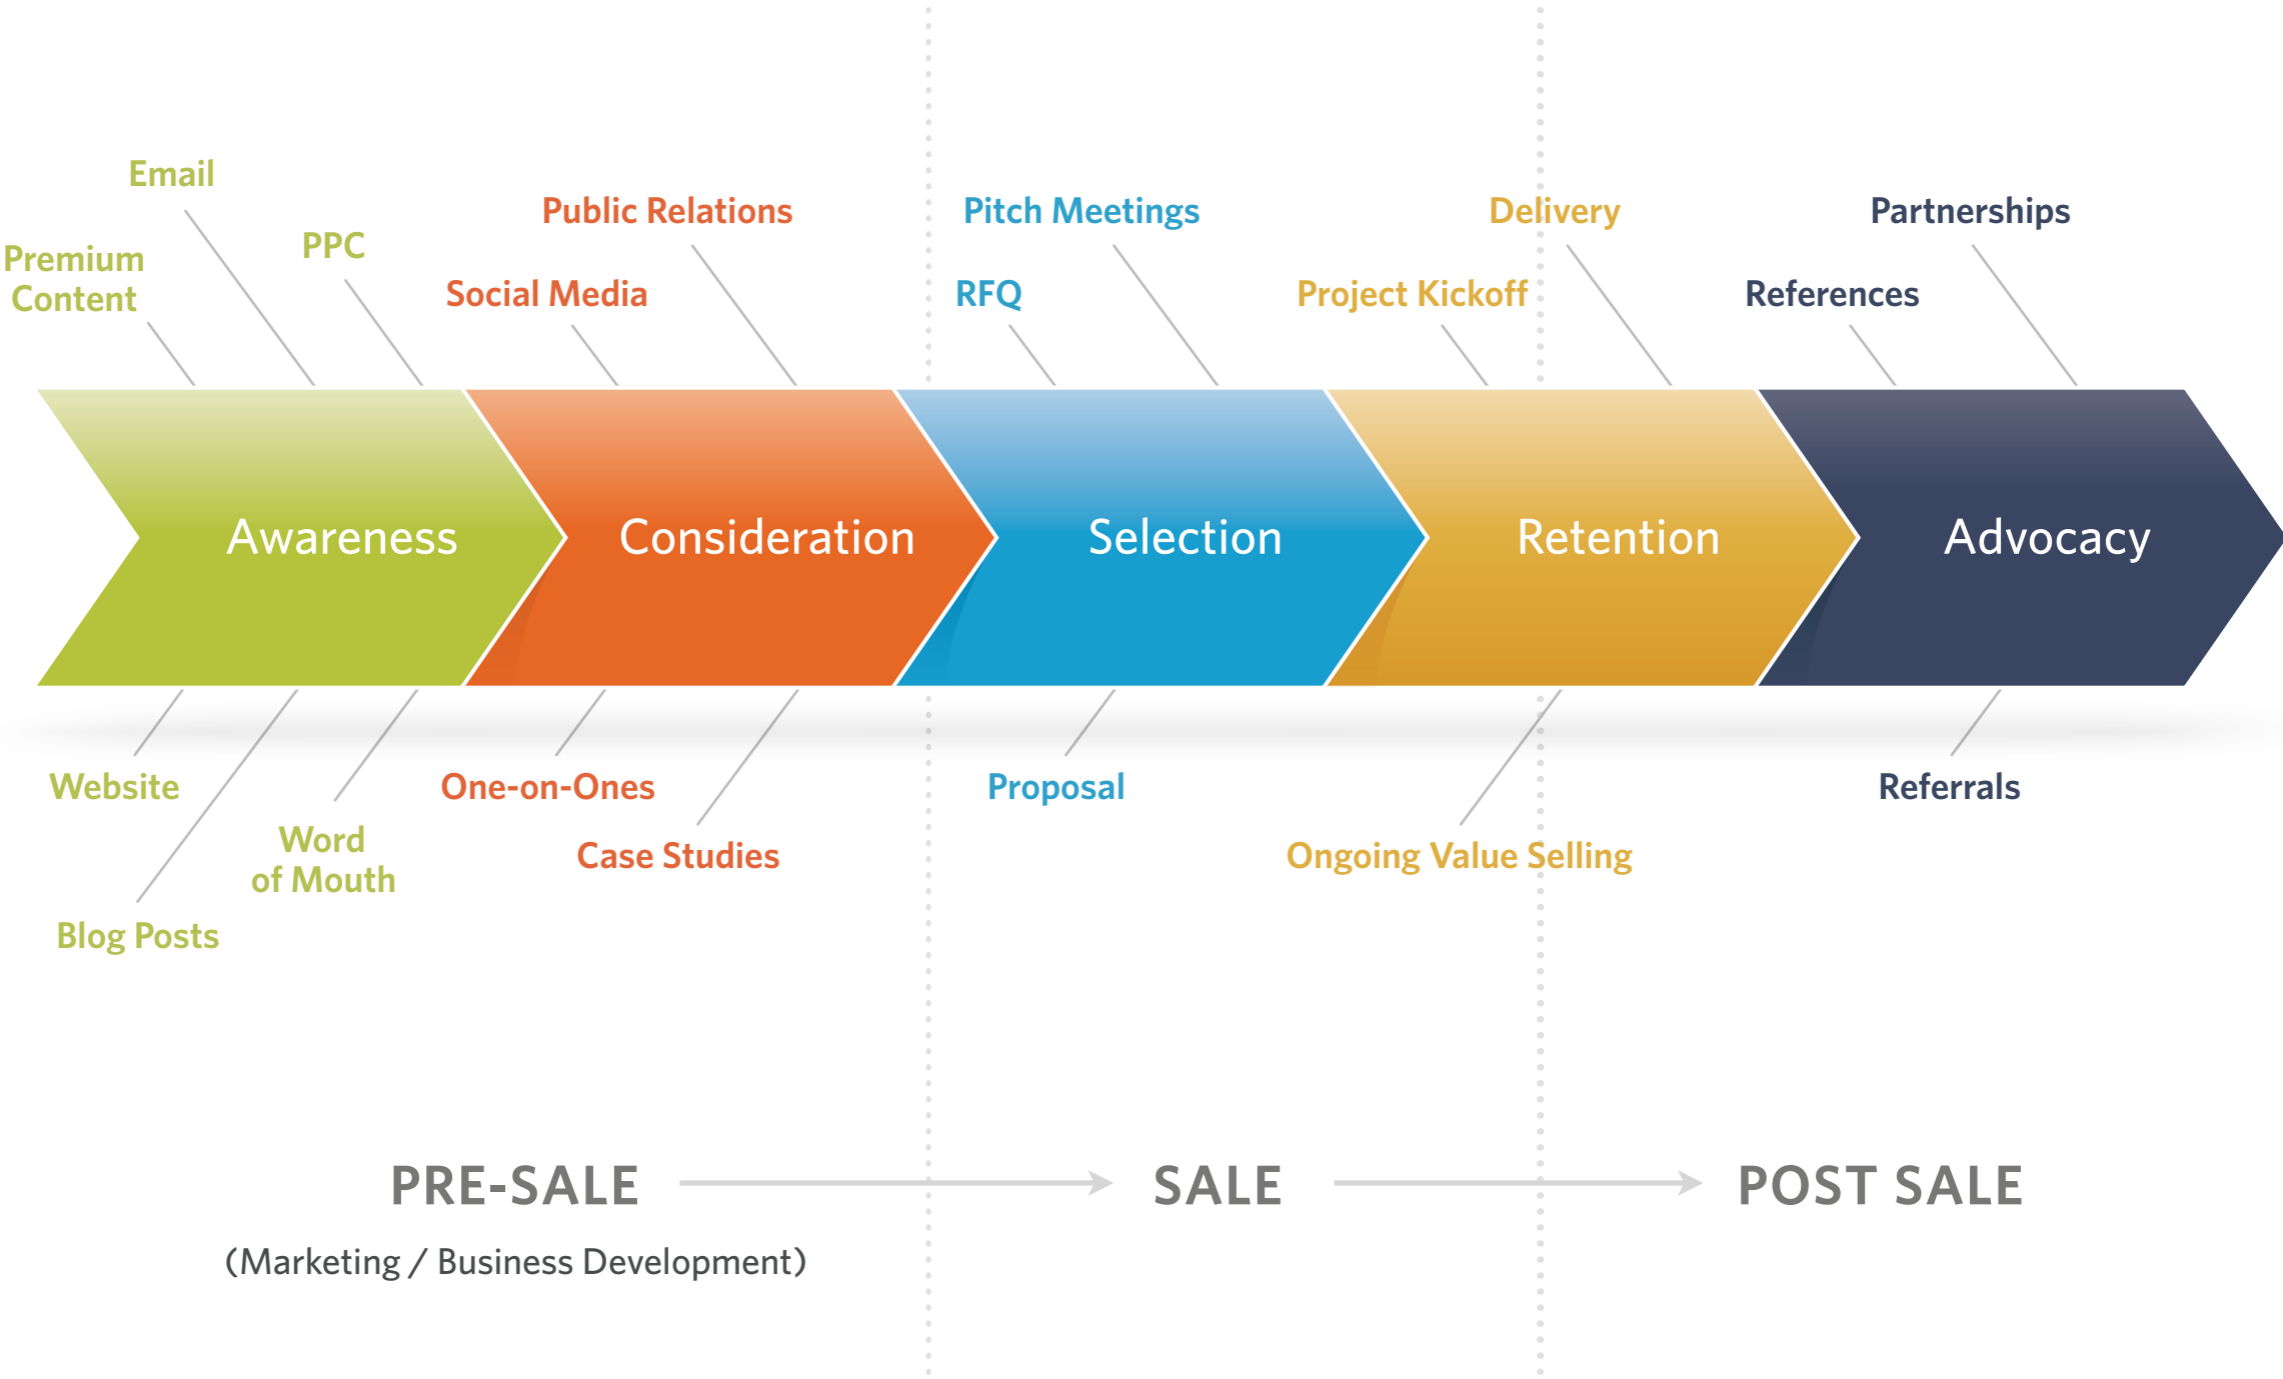 Email
Public Relations
Pitch Meetings
Delivery
Partnerships
Premium
Content
PPC
Social Media
RFQ
Project Kickoff
References
Awareness
Consideration
Selection
Retention
Advocacy
Website
One-on-Ones
Proposal
Referrals
Word
of Mouth
Case Studies
Ongoing Value Selling
Blog Posts
PRE-SALE
SALE
POST SALE
(Marketing / Business Development)